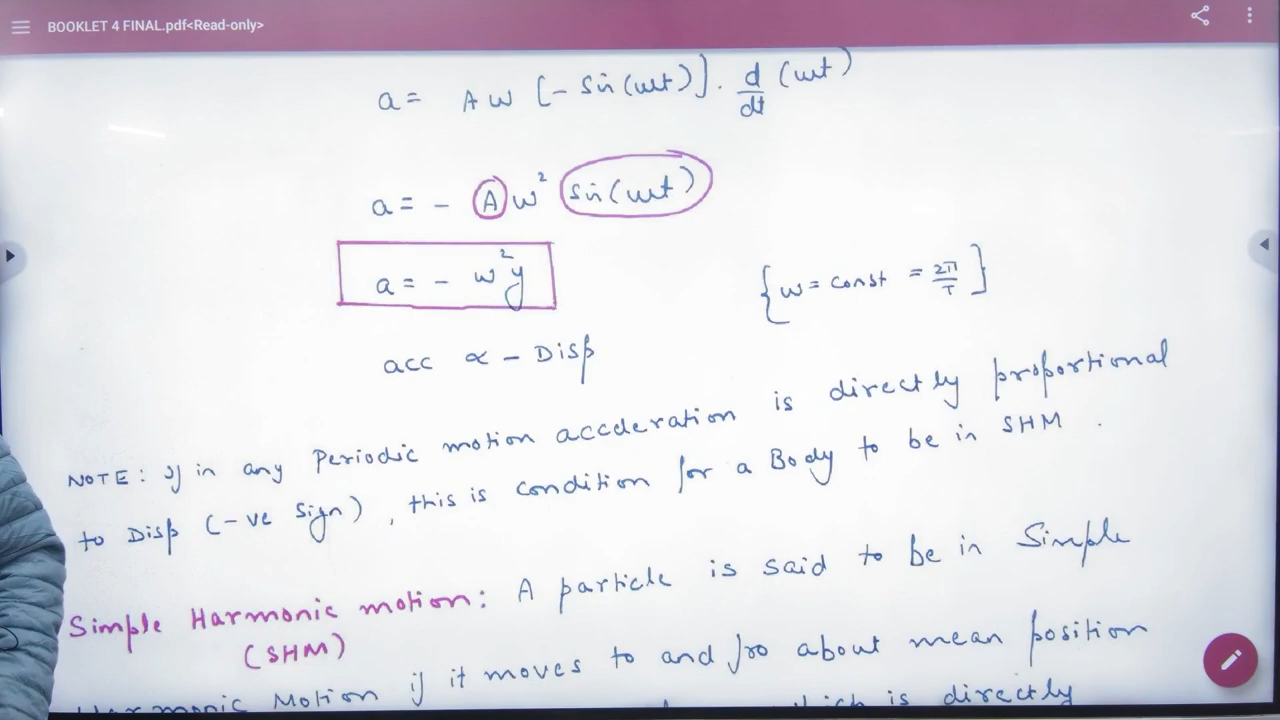 BOOKLET 4 FINAL.pdf<Read-only>
a = Aω [- Sin(ωt)] . d/dt (ωt)
a = - Aω² Sin(ωt)
a = - ω²y
{ω = const = 2π/T}
acc ∝ - Disp
NOTE : If in any Periodic motion acceleration is directly proportional
to Disp (-ve Sign) , this is condition for a Body to be in SHM .
Simple Harmonic motion : A particle is said to be in Simple
(SHM)
Harmonic Motion if it moves to and fro about mean position
which is directly